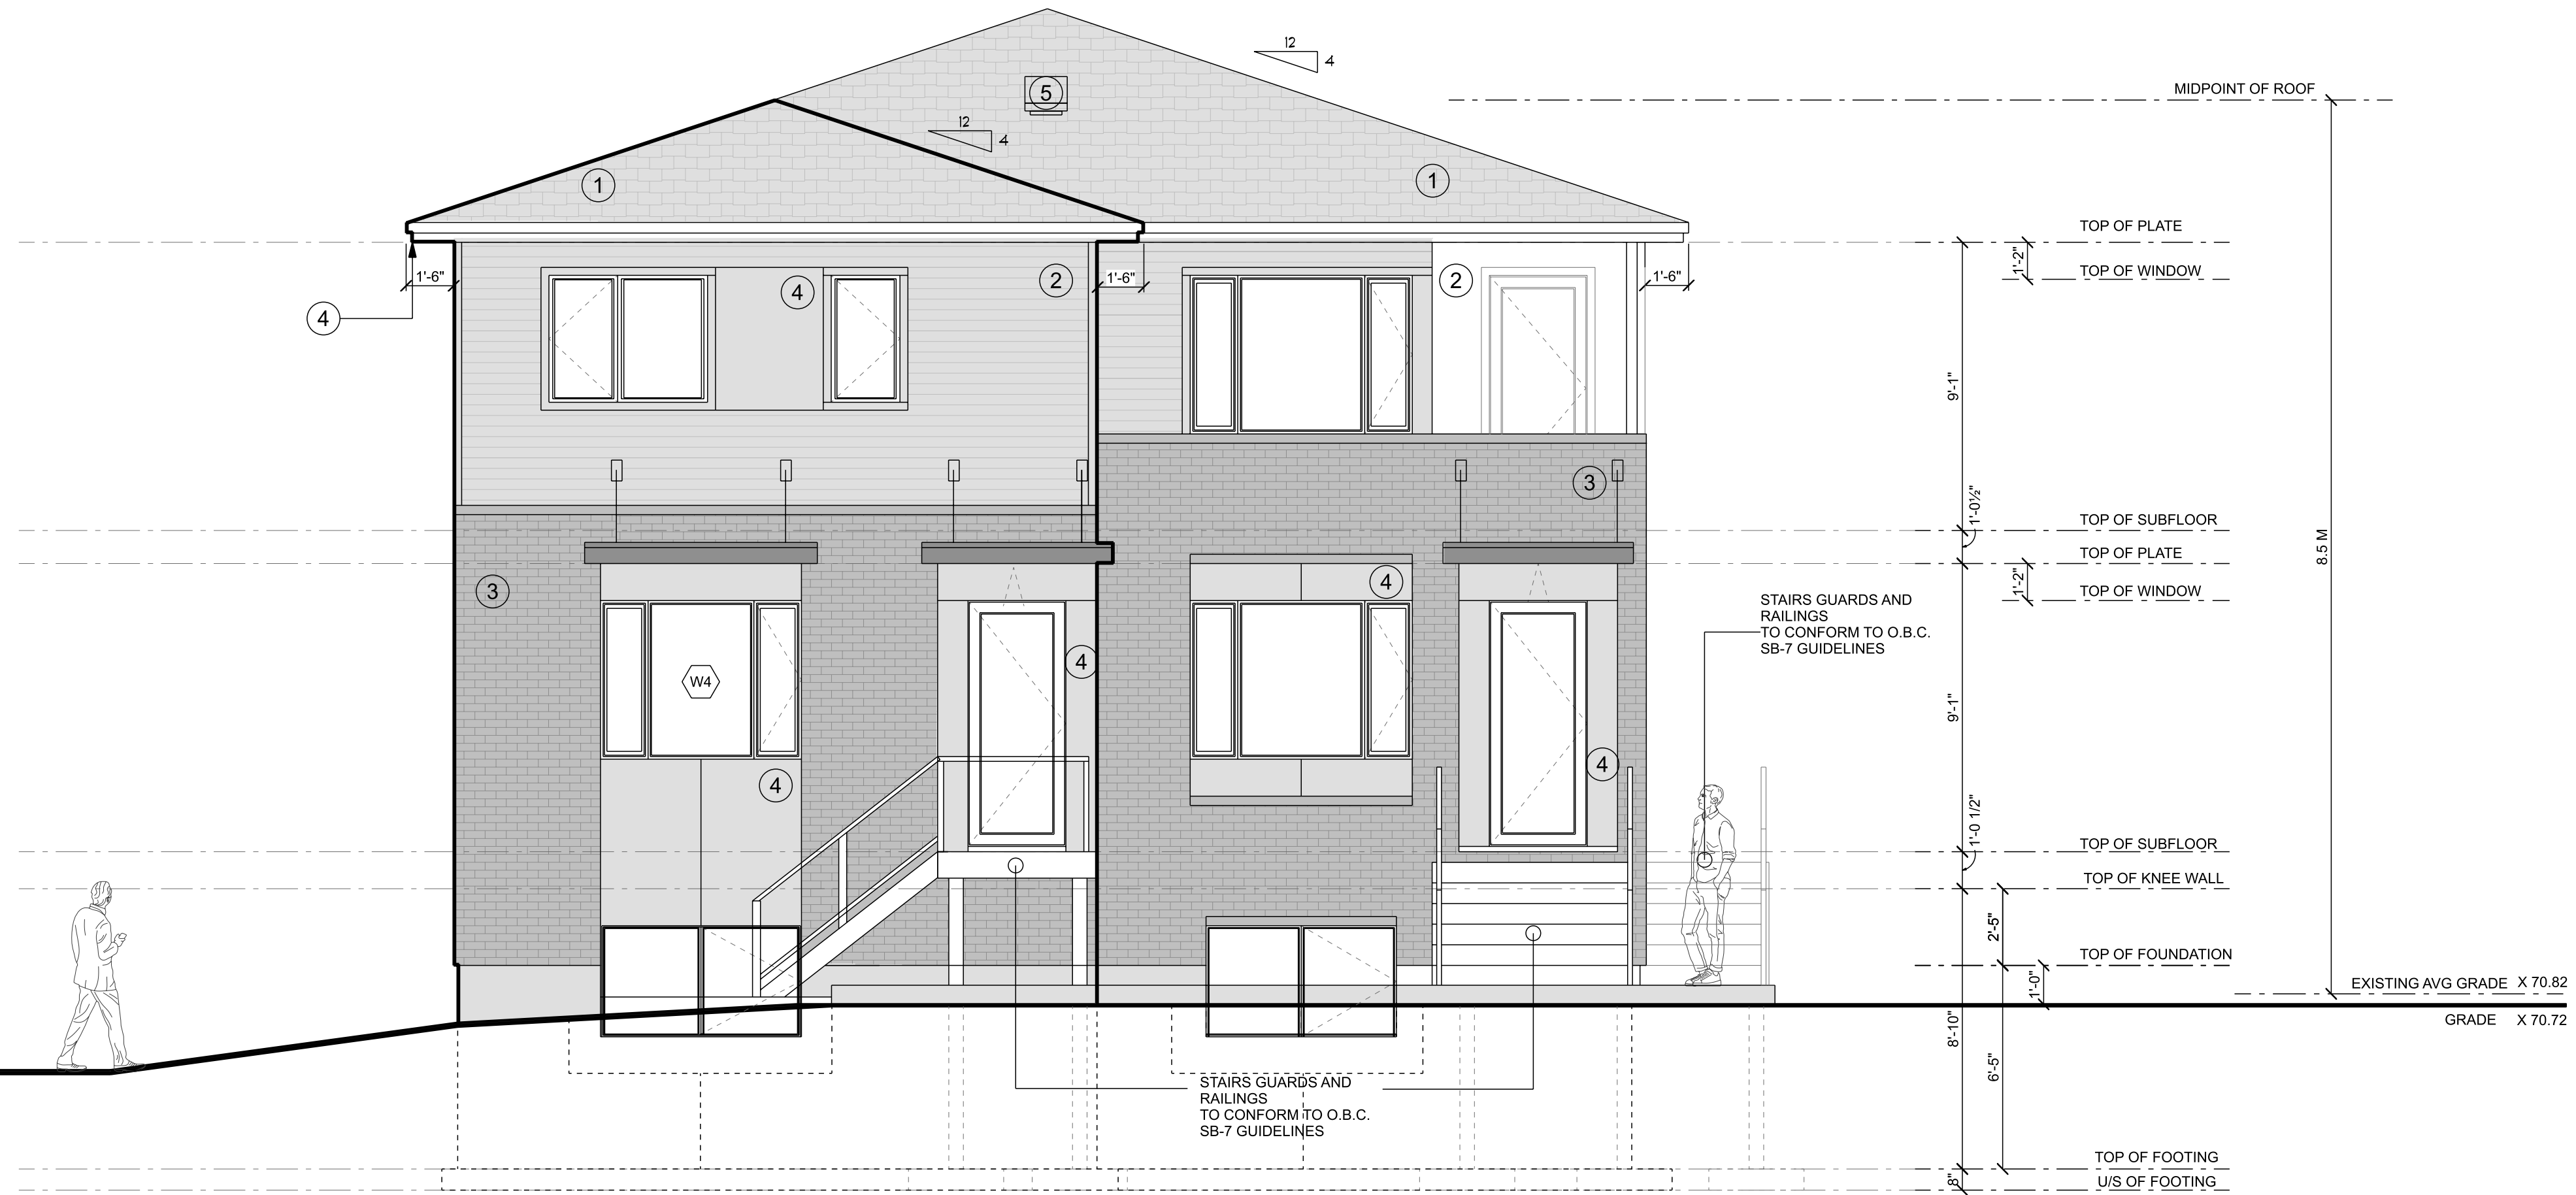 12
4
MIDPOINT OF ROOF
5
12
4
1
1
TOP OF PLATE
1'-2"
TOP OF WINDOW
1'-6"
4
2
1'-6"
2
1'-6"
4
9'-1"
3
1'-0½"
TOP OF SUBFLOOR
8.5 M
TOP OF PLATE
1'-2"
TOP OF WINDOW
3
4
STAIRS GUARDS AND
RAILINGS
TO CONFORM TO O.B.C.
SB-7 GUIDELINES
4
W4
9'-1"
4
4
1'-0 1/2"
TOP OF SUBFLOOR
TOP OF KNEE WALL
2'-5"
TOP OF FOUNDATION
1'-0"
EXISTING AVG GRADE X 70.82
GRADE X 70.72
8'-10"
6'-5"
STAIRS GUARDS AND
RAILINGS
TO CONFORM TO O.B.C.
SB-7 GUIDELINES
TOP OF FOOTING
8"
U/S OF FOOTING